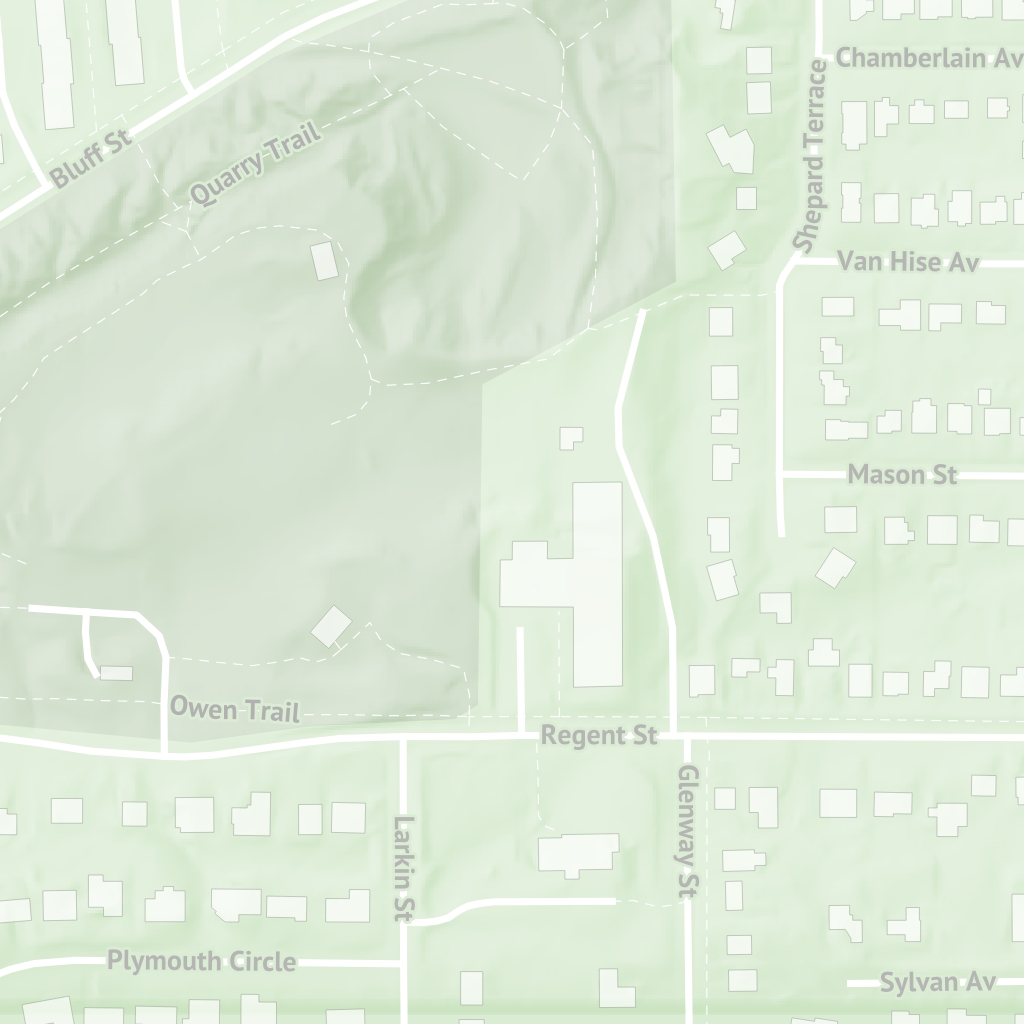 Chamberlain Av
Bluff St
Quarry Trail
Shepard Terrace
Van Hise Av
Mason St
Owen Trail
Regent St
Glenway St
Larkin St
Plymouth Circle
Sylvan Av